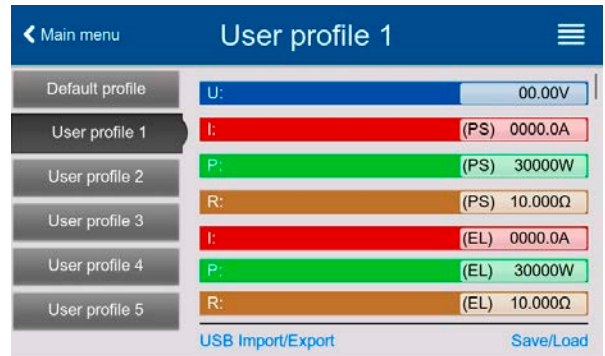 Main menu
User profile 1
Default profile
User profile 1
User profile 2
User profile 3
User profile 4
User profile 5
U: 00.00V
I: (PS) 0000.0A
P: (PS) 30000W
R: (PS) 10.000Ω
I: (EL) 0000.0A
P: (EL) 30000W
R: (EL) 10.000Ω
USB Import/Export Save/Load